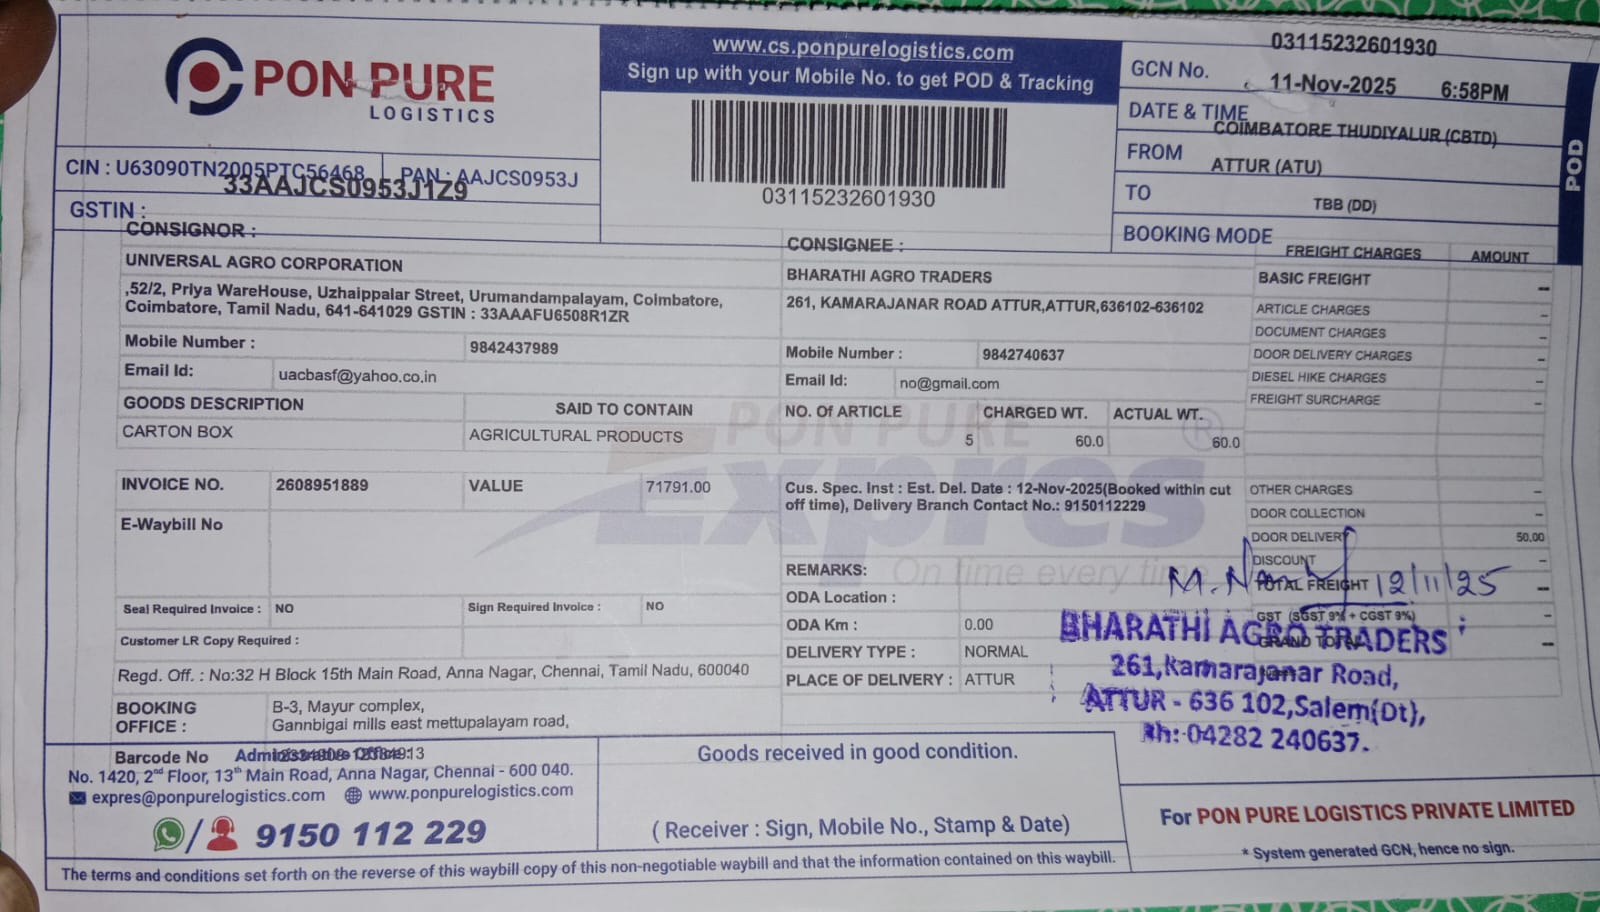 PON PURE
LOGISTICS
www.cs.ponpurelogistics.com
Sign up with your Mobile No. to get POD & Tracking
03115232601930
03115232601930
GCN No.
11-Nov-2025 6:58PM
DATE & TIME
COIMBATORE THUDIYALUR (CBTD)
FROM
ATTUR (ATU)
TO
TBB (DD)
BOOKING MODE
POD
CIN : U63090TN2005PTC56468 PAN : AAJCS0953J
33AAJCS0953J1Z9
GSTIN :
CONSIGNOR :
UNIVERSAL AGRO CORPORATION
,52/2, Priya WareHouse, Uzhaippalar Street, Urumandampalayam, Coimbatore,
Coimbatore, Tamil Nadu, 641-641029 GSTIN : 33AAAFU6508R1ZR
Mobile Number : 9842437989
Email Id: uacbasf@yahoo.co.in
CONSIGNEE :
BHARATHI AGRO TRADERS
261, KAMARAJANAR ROAD ATTUR,ATTUR,636102-636102
Mobile Number : 9842740637
Email Id: no@gmail.com
FREIGHT CHARGES AMOUNT
BASIC FREIGHT –
ARTICLE CHARGES –
DOCUMENT CHARGES –
DOOR DELIVERY CHARGES –
DIESEL HIKE CHARGES –
FREIGHT SURCHARGE –
GOODS DESCRIPTION SAID TO CONTAIN NO. Of ARTICLE CHARGED WT. ACTUAL WT.
CARTON BOX AGRICULTURAL PRODUCTS 5 60.0 60.0
PON PURE
Expres ®
On time every time
INVOICE NO. 2608951889 VALUE 71791.00
E-Waybill No
Cus. Spec. Inst : Est. Del. Date : 12-Nov-2025(Booked within cut
off time), Delivery Branch Contact No.: 9150112229
OTHER CHARGES –
DOOR COLLECTION –
DOOR DELIVERY 50.00
DISCOUNT –
TOTAL FREIGHT –
GST (SGST 9% + CGST 9%) –
GRAND TOTAL –
REMARKS:
ODA Location :
ODA Km : 0.00
DELIVERY TYPE : NORMAL
PLACE OF DELIVERY : ATTUR
12/11/25
BHARATHI AGRO TRADERS
261,Kamarajanar Road,
ATTUR - 636 102,Salem(Dt),
Ph: 04282 240637.
Seal Required Invoice : NO Sign Required Invoice : NO
Customer LR Copy Required :
Regd. Off. : No:32 H Block 15th Main Road, Anna Nagar, Chennai, Tamil Nadu, 600040
BOOKING
OFFICE :
B-3, Mayur complex,
Gannbigai mills east mettupalayam road,
Barcode No
No. 1420, 2nd Floor, 13th Main Road, Anna Nagar, Chennai - 600 040.
expres@ponpurelogistics.com www.ponpurelogistics.com
/ 9150 112 229
Goods received in good condition.
( Receiver : Sign, Mobile No., Stamp & Date)
For PON PURE LOGISTICS PRIVATE LIMITED
* System generated GCN, hence no sign.
The terms and conditions set forth on the reverse of this waybill copy of this non-negotiable waybill and that the information contained on this waybill.